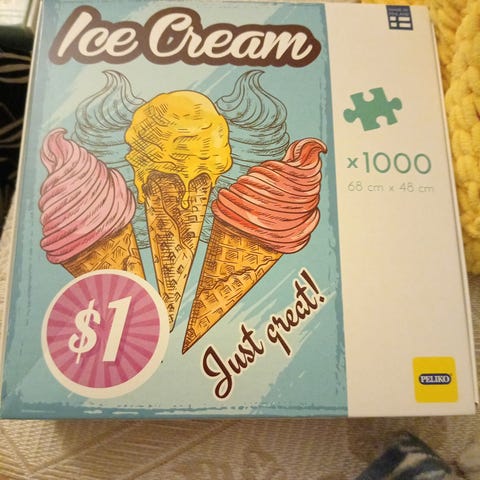 Ice Cream
x1000
68 cm x 48 cm
$1
Just great!
PELIKO